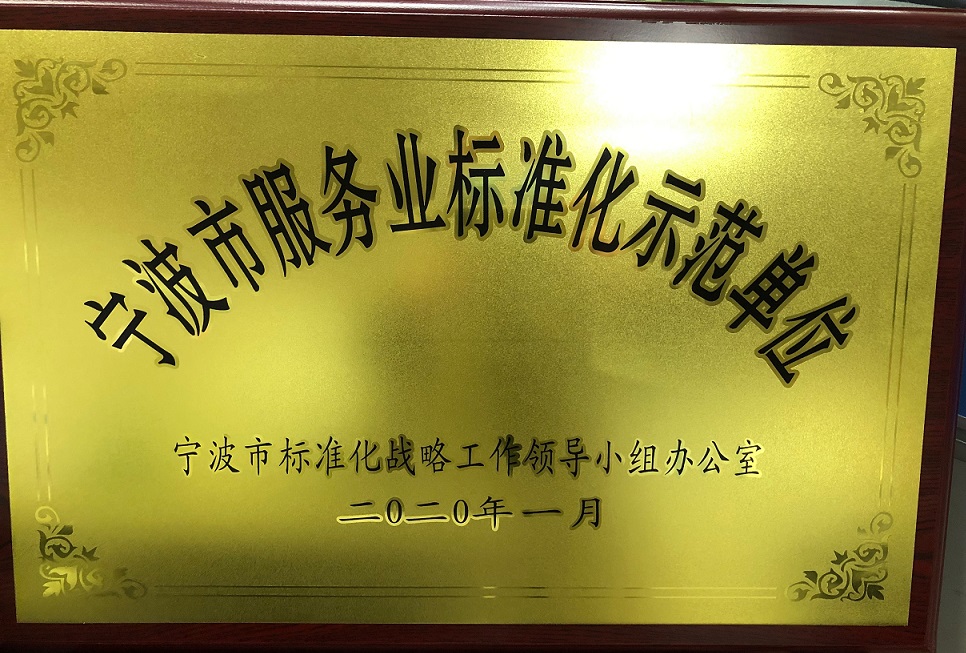 宁波市服务业标准化示范单位
宁波市标准化战略工作领导小组办公室
二0二0年一月